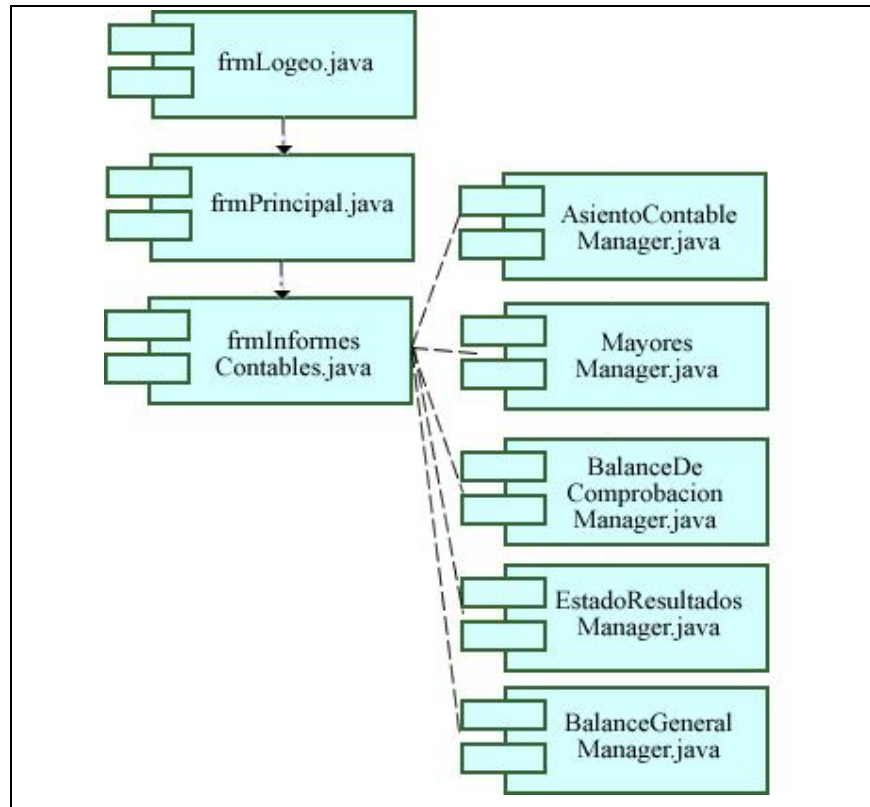 frmLogeo.java
frmPrincipal.java
frmInformes
Contables.java
AsientoContable
Manager.java
Mayores
Manager.java
BalanceDe
Comprobacion
Manager.java
EstadoResultados
Manager.java
BalanceGeneral
Manager.java